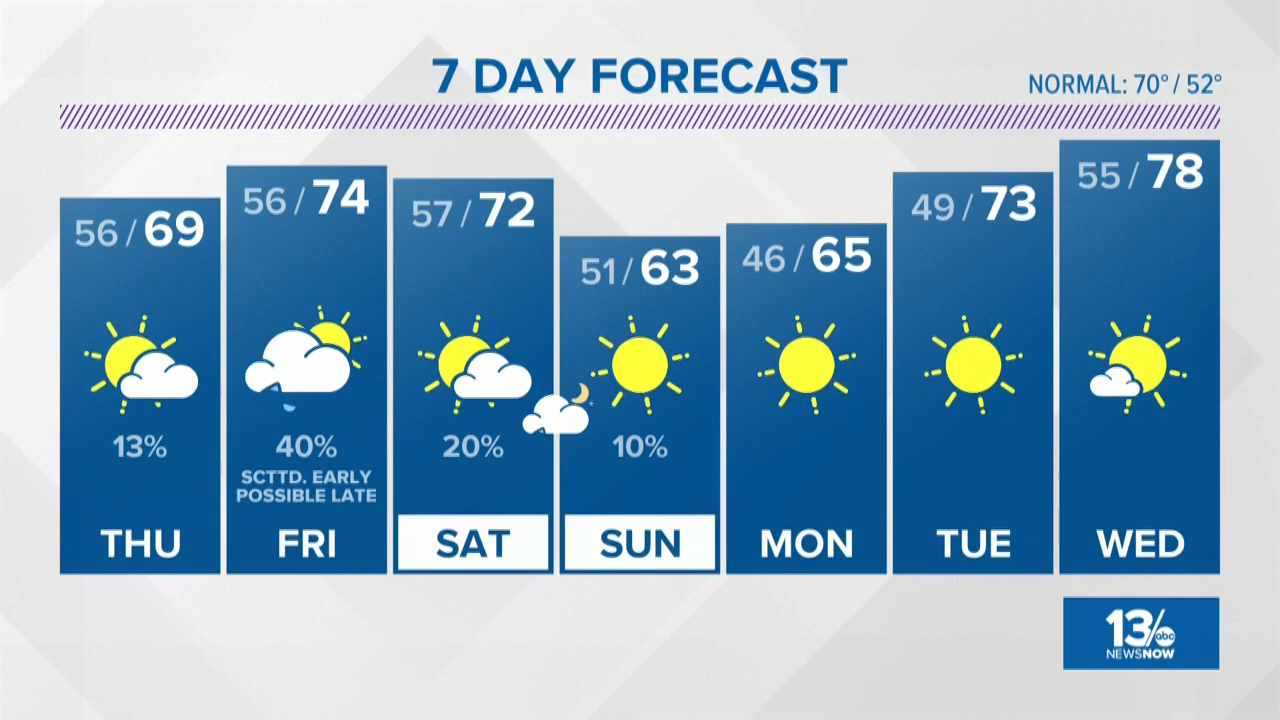 7 DAY FORECAST
NORMAL: 70° / 52°
56 / 69
13%
THU
56 / 74
40%
SCTTD. EARLY
POSSIBLE LATE
FRI
57 / 72
20%
SAT
51 / 63
10%
SUN
46 / 65
MON
49 / 73
TUE
55 / 78
WED
13 abc
NEWSNOW